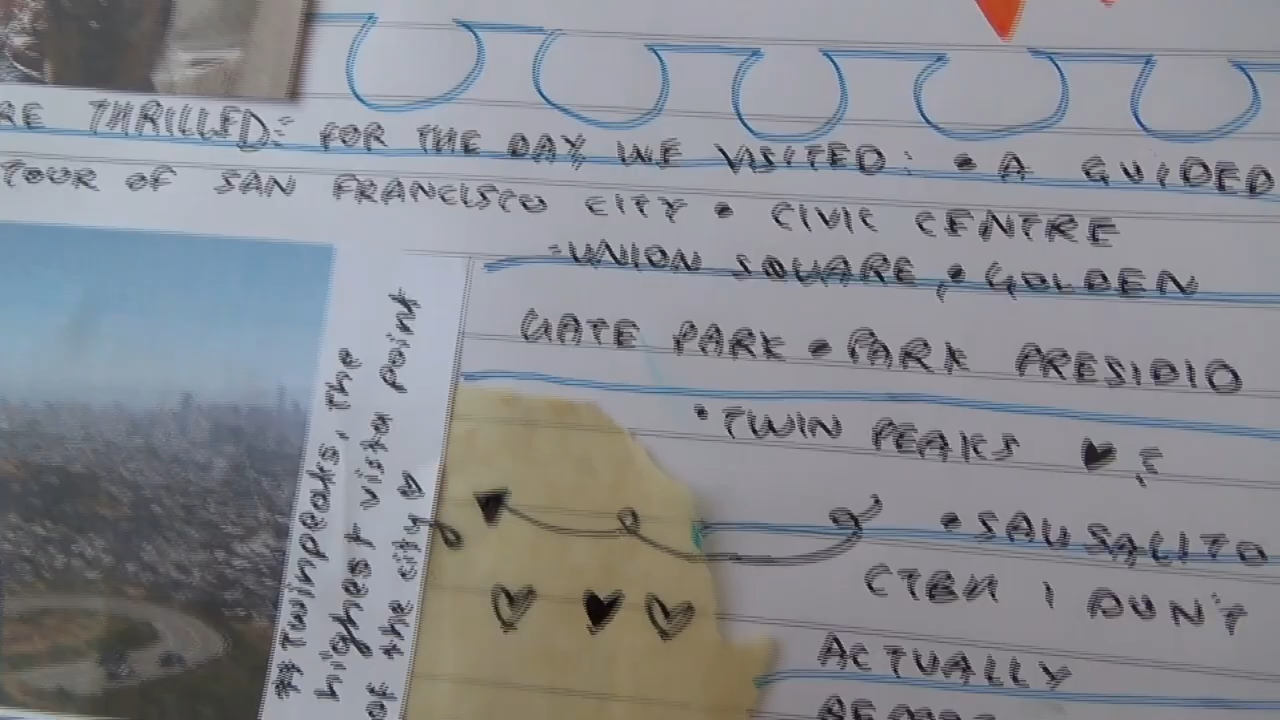 RE THRILLED: FOR THE DAY, WE VISITED: • A GUIDED
TOUR OF SAN FRANCISCO CITY • CIVIC CENTRE
-UNION SQUARE, • GOLDEN
GATE PARK • PARK PRESIDIO
• TWIN PEAKS
• SAUSALITO
(TBH I DON'T
ACTUALLY
# Twinpeaks, the
highest vista point
of the city